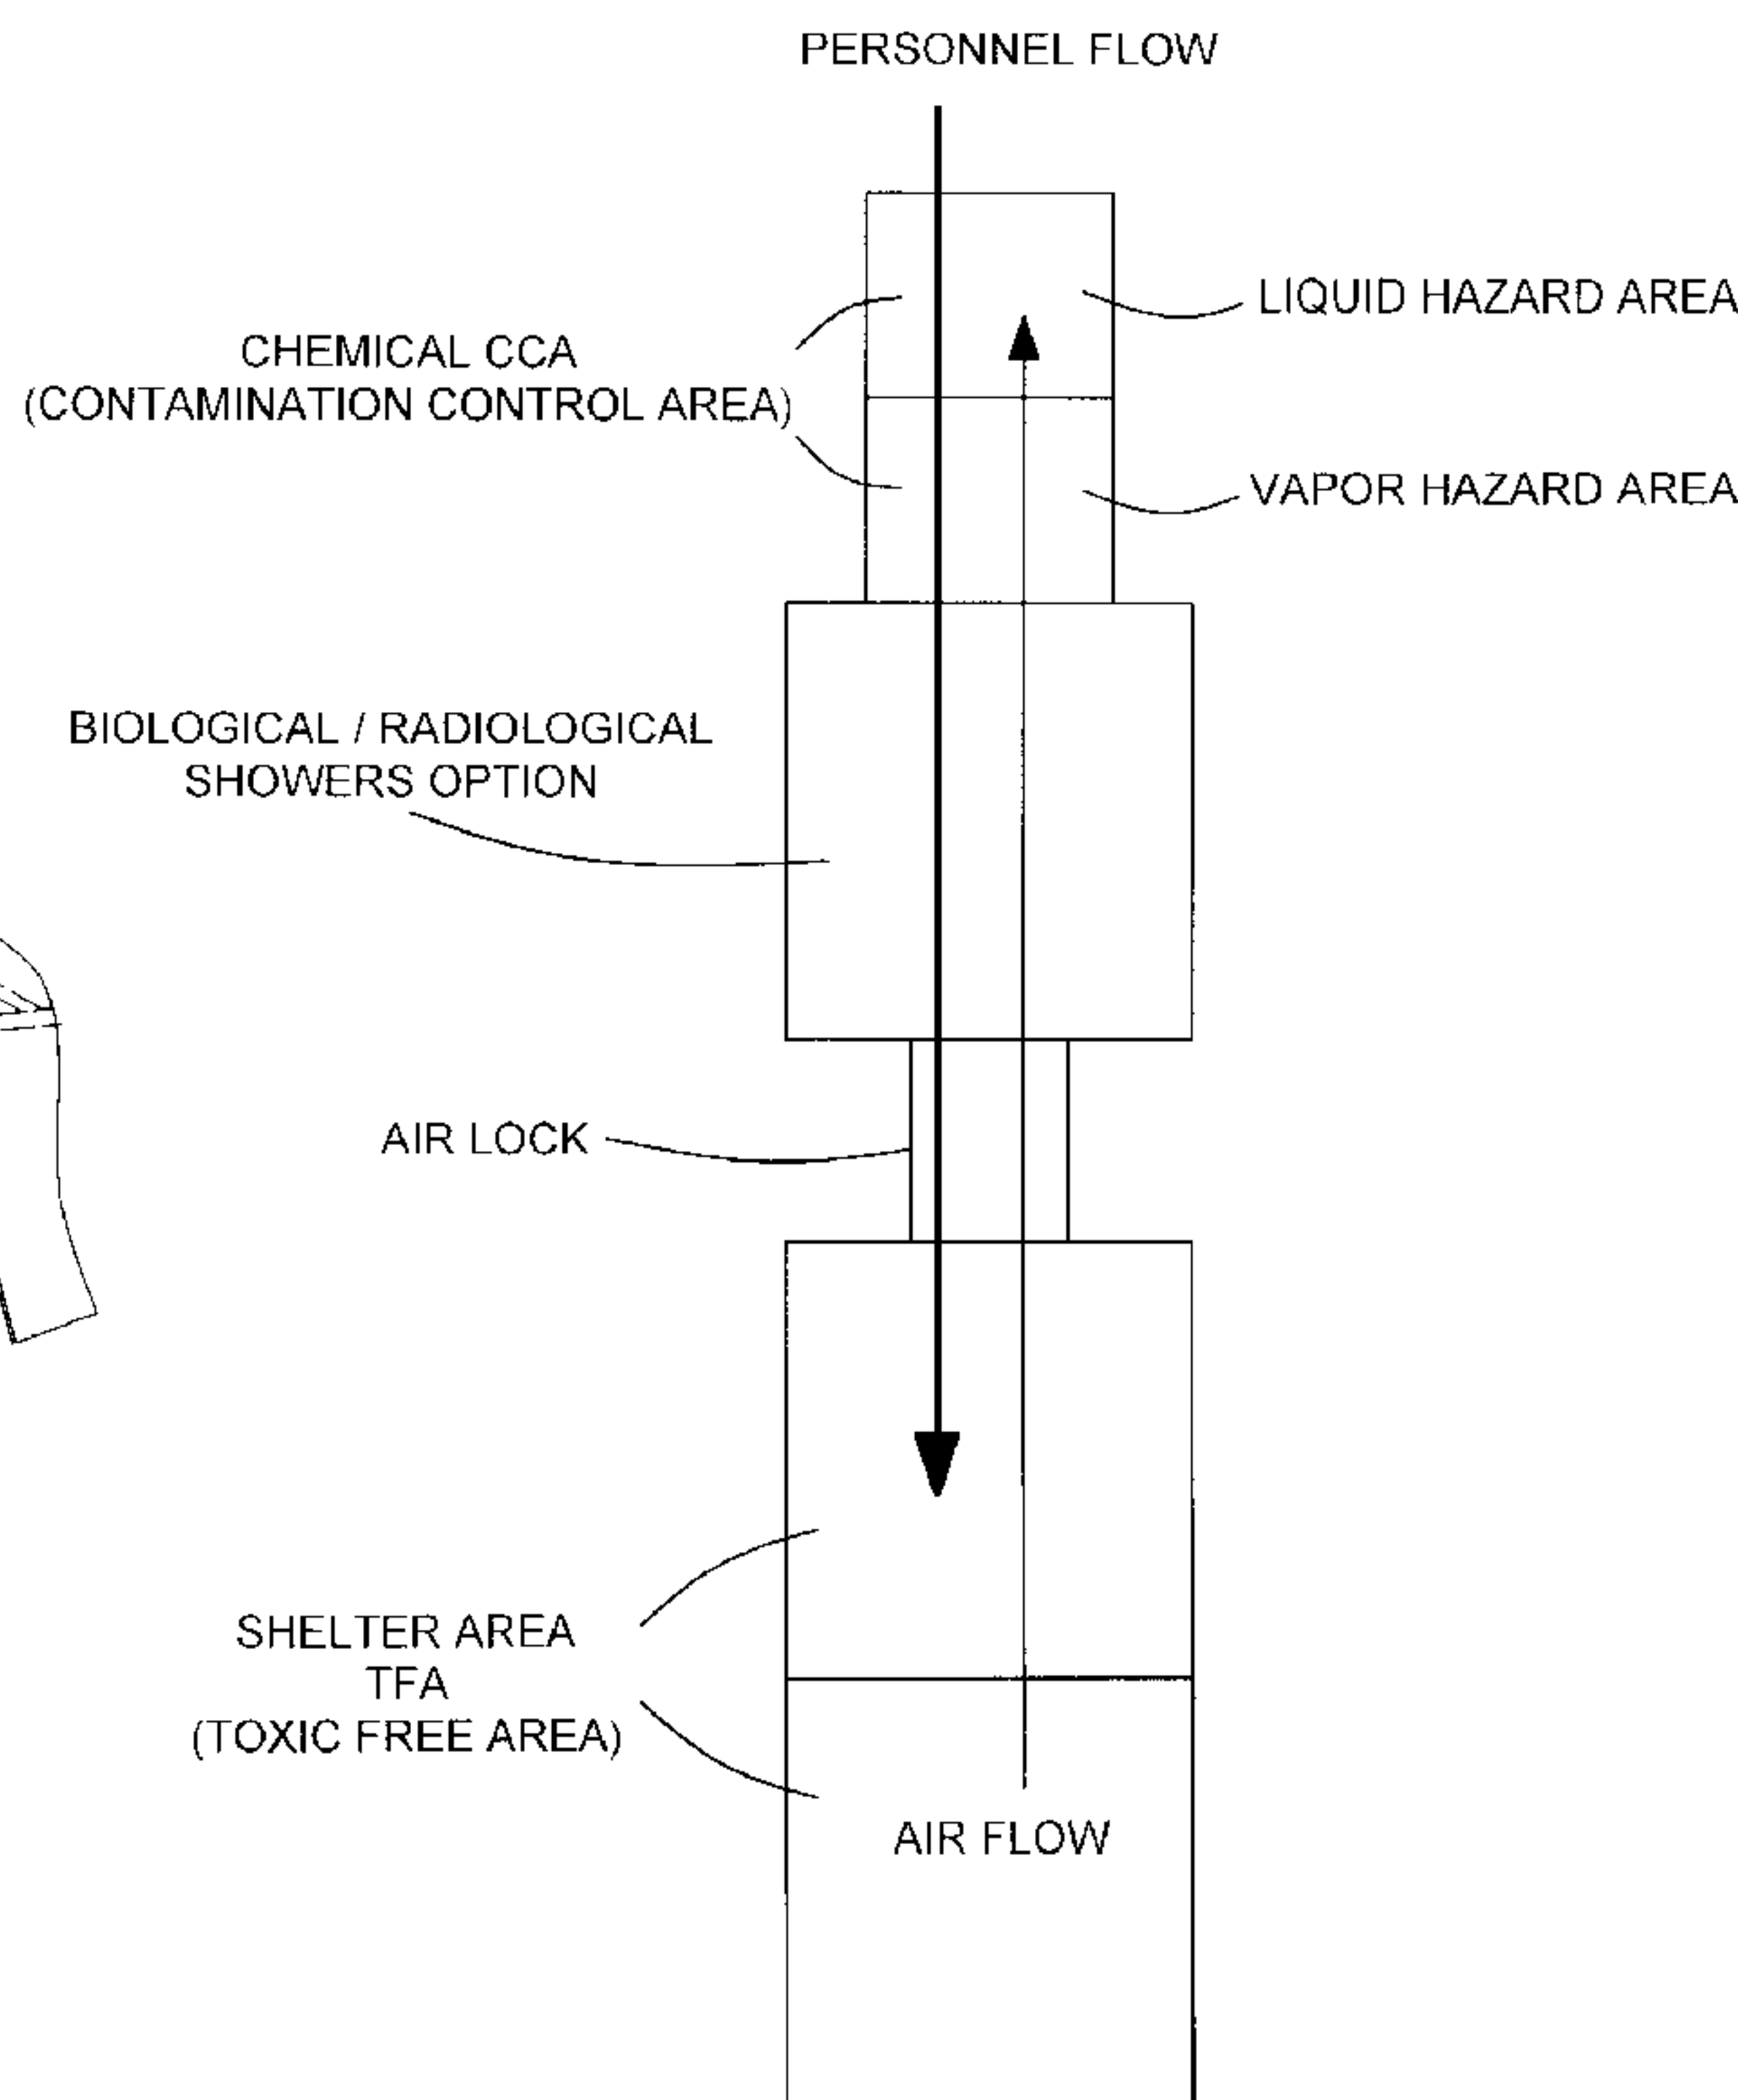 PERSONNEL FLOW
LIQUID HAZARD AREA
CHEMICAL CCA
(CONTAMINATION CONTROL AREA)
VAPOR HAZARD AREA
BIOLOGICAL / RADIOLOGICAL
SHOWERS OPTION
AIR LOCK
SHELTER AREA
TFA
(TOXIC FREE AREA)
AIR FLOW